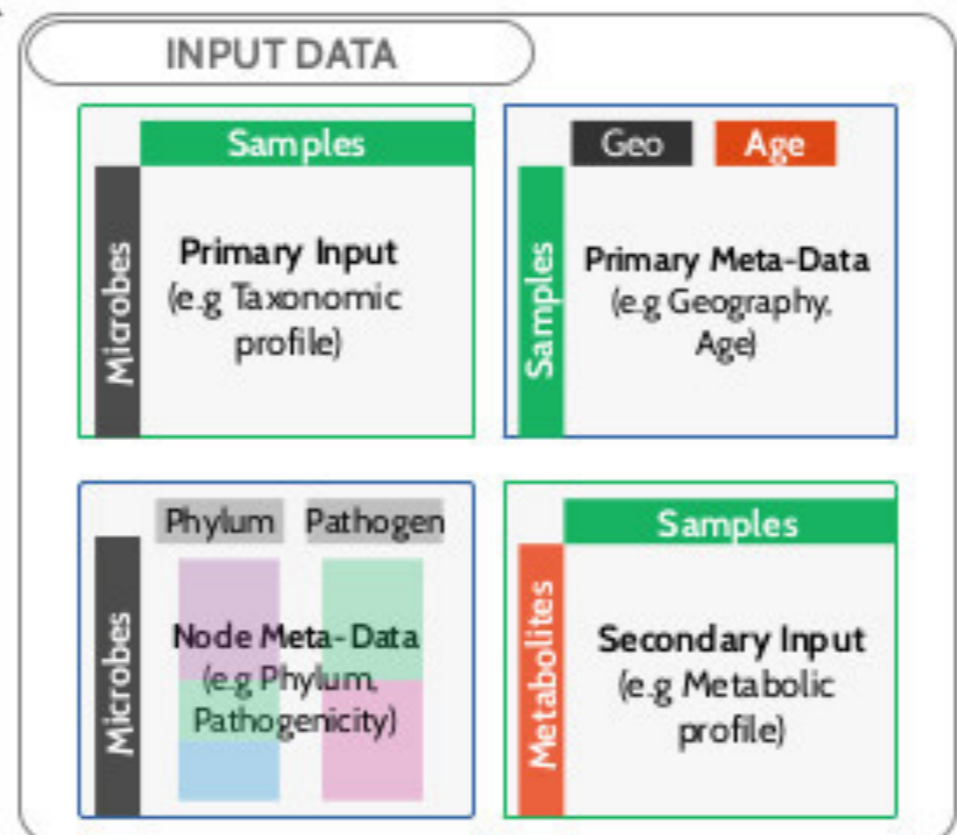 INPUT DATA
Samples
Microbes
Primary Input
(e.g Taxonomic
profile)
Geo Age
Samples
Primary Meta-Data
(e.g Geography,
Age)
Phylum Pathogen
Microbes
Node Meta-Data
(e.g Phylum,
Pathogenicity)
Samples
Metabolites
Secondary Input
(e.g Metabolic
profile)